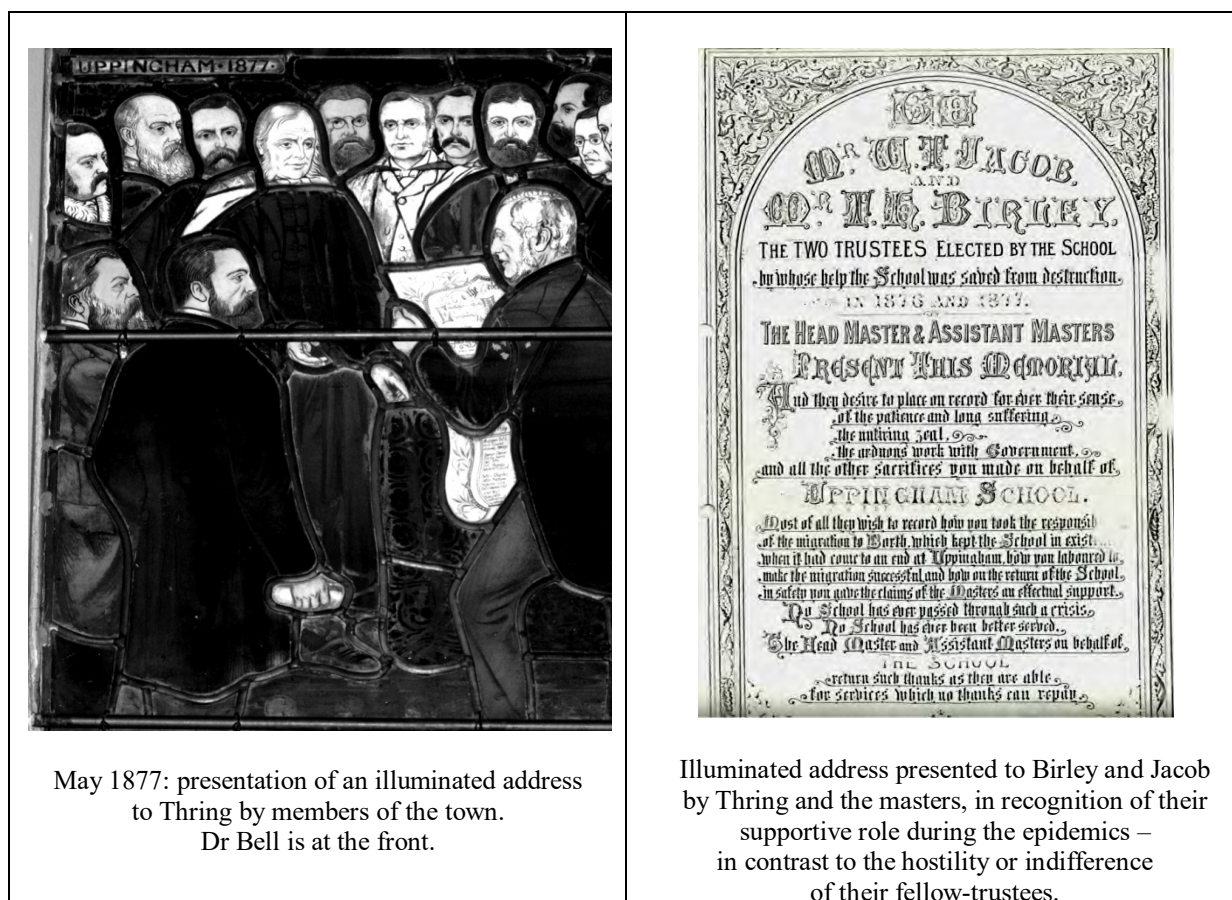 UPPINGHAM·1877·
May 1877: presentation of an illuminated address
to Thring by members of the town.
Dr Bell is at the front.
To
Mr. W. T. JACOB.
AND
Mr. T. H. BIRLEY.
THE TWO TRUSTEES ELECTED BY THE SCHOOL
by whose help the School was saved from destruction.
IN 1876 AND 1877.
THE HEAD MASTER & ASSISTANT MASTERS
PRESENT THIS MEMORIAL.
And they desire to place on record for ever their sense
of the patience and long suffering
the untiring zeal,
the arduous work with Government,
and all the other sacrifices you made on behalf of
UPPINGHAM SCHOOL.
Most of all they wish to record how you took the responsi
of the migration to Borth, which kept the School in exist
when it had come to an end at Uppingham, how you laboured to
make the migration successful, and how on the return of the School
in safety you gave the claims of the Masters an effectual support.
No School has ever passed through such a crisis,
No School has ever been better served.
The Head Master and Assistant Masters on behalf of
THE SCHOOL
return such thanks as they are able
for services which no thanks can repay.
Illuminated address presented to Birley and Jacob
by Thring and the masters, in recognition of their
supportive role during the epidemics –
in contrast to the hostility or indifference
of their fellow-trustees.